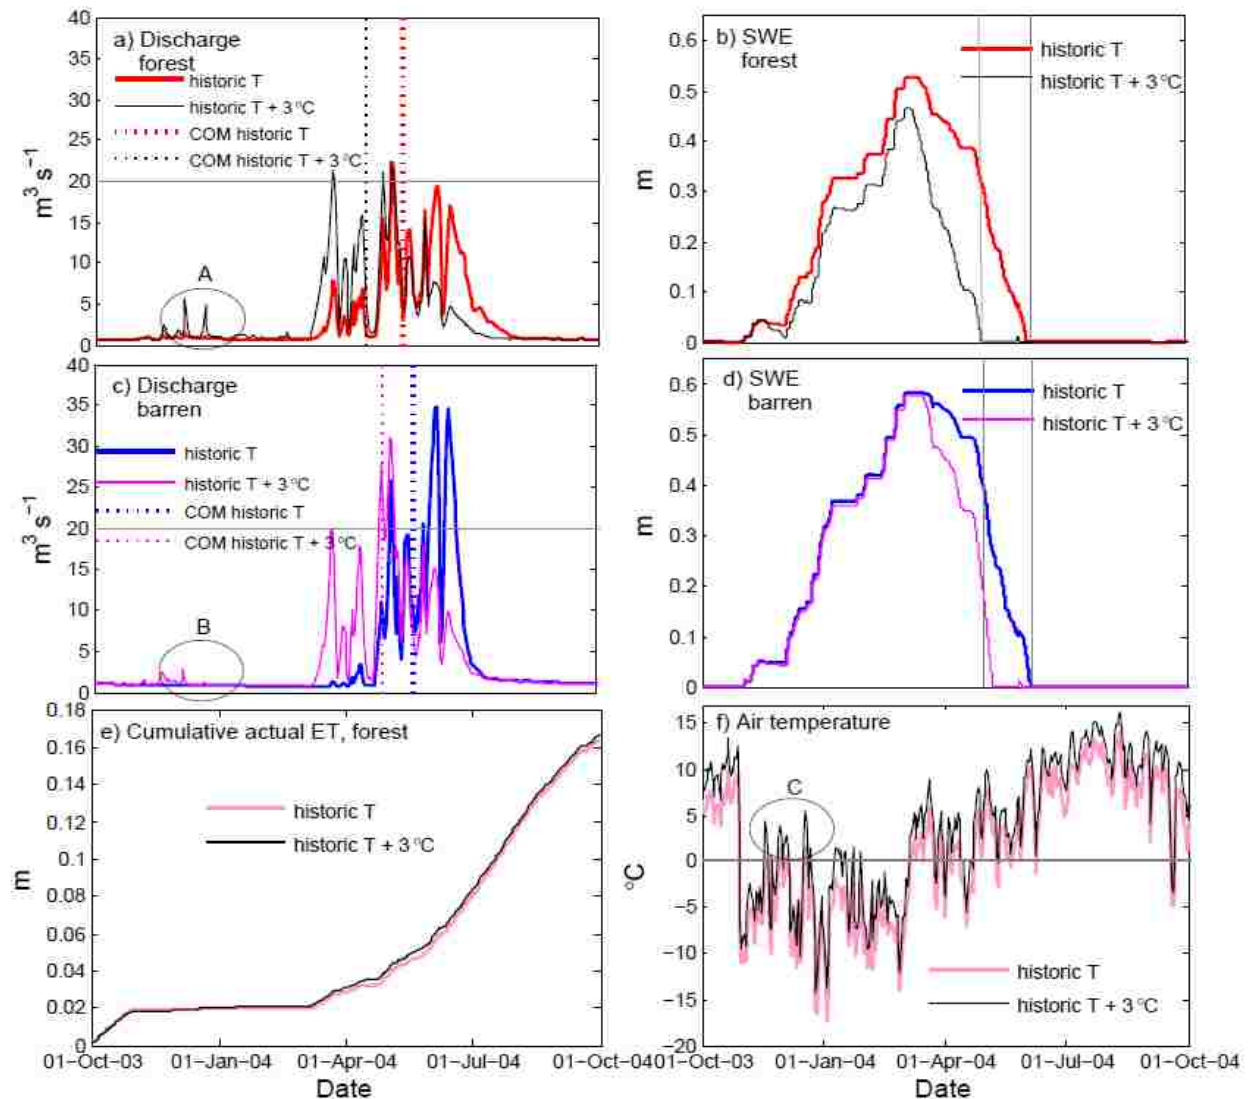 a) Discharge
forest
historic T
historic T + 3 °C
COM historic T
COM historic T + 3 °C
A
40
35
30
25
20
15
10
5
0
m³ s⁻¹
b) SWE
forest
historic T
historic T + 3 °C
0.6
0.5
0.4
0.3
0.2
0.1
0
m
c) Discharge
barren
historic T
historic T + 3 °C
COM historic T
COM historic T + 3 °C
B
40
35
30
25
20
15
10
5
0
m³ s⁻¹
d) SWE
barren
historic T
historic T + 3 °C
0.6
0.5
0.4
0.3
0.2
0.1
0
m
e) Cumulative actual ET, forest
historic T
historic T + 3 °C
0.18
0.16
0.14
0.12
0.1
0.08
0.06
0.04
0.02
0
m
01-Oct-03 01-Jan-04 01-Apr-04 01-Jul-04 01-Oct-04
Date
f) Air temperature
C
historic T
historic T + 3 °C
15
10
5
0
-5
-10
-15
-20
°C
01-Oct-03 01-Jan-04 01-Apr-04 01-Jul-04 01-Oct-04
Date